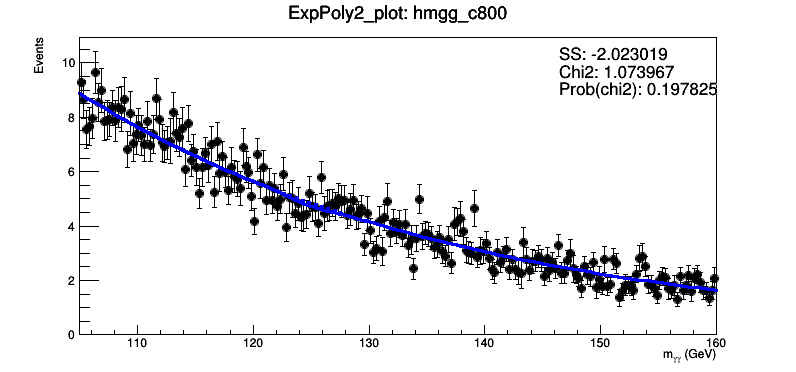 ExpPoly2_plot: hmgg_c800
Events
SS: -2.023019
Chi2: 1.073967
Prob(chi2): 0.197825
10
8
6
4
2
0
110 120 130 140 150 160
m_γγ (GeV)